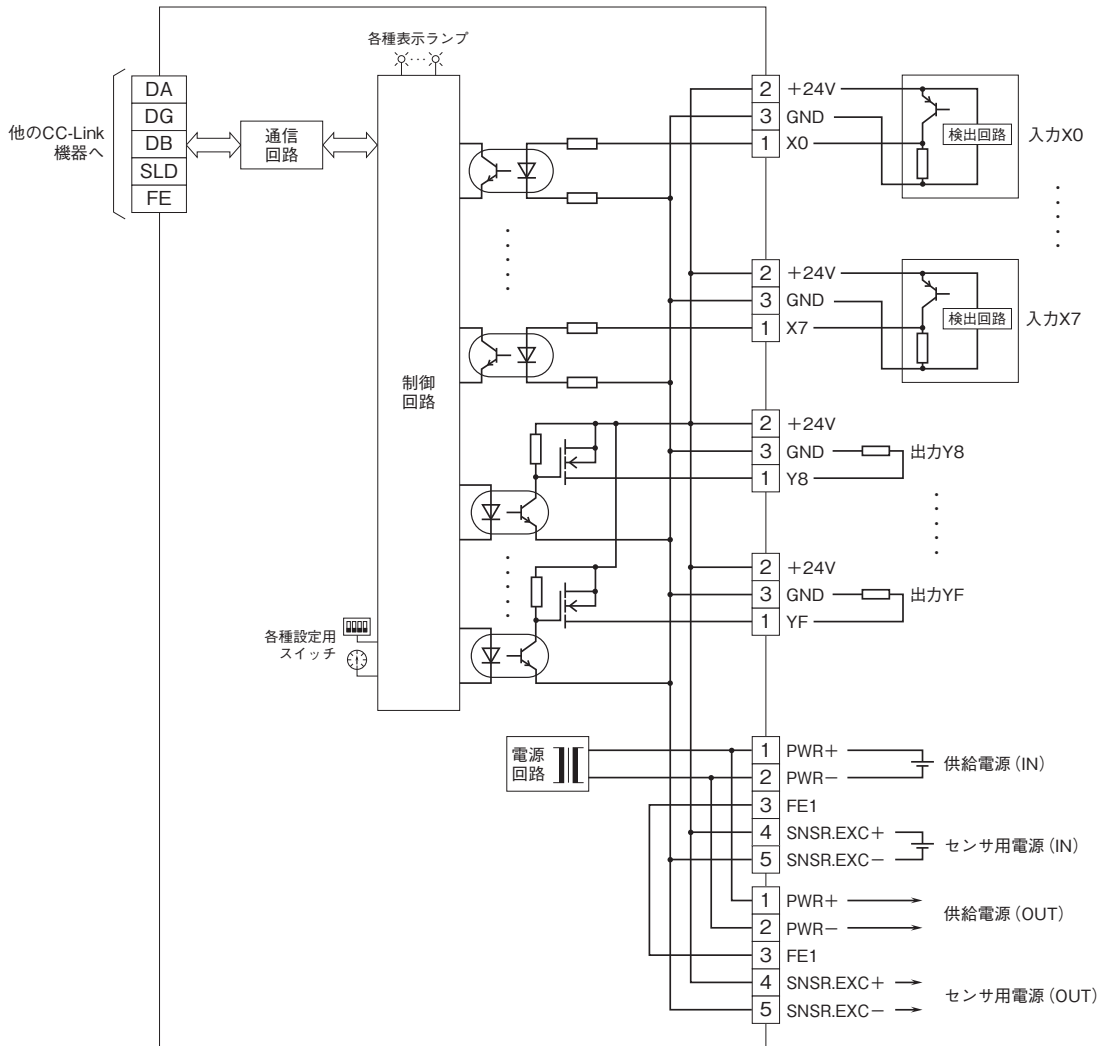 各種表示ランプ
DA
DG
DB
SLD
FE
他のCC-Link
機器へ
通信
回路
制御
回路
2 +24V
3 GND
1 X0
検出回路
入力X0
2 +24V
3 GND
1 X7
検出回路
入力X7
2 +24V
3 GND
1 Y8
出力Y8
2 +24V
3 GND
1 YF
出力YF
各種設定用
スイッチ
電源
回路
1 PWR+
2 PWR−
供給電源(IN)
3 FE1
4 SNSR.EXC+
5 SNSR.EXC−
センサ用電源(IN)
1 PWR+
2 PWR−
供給電源(OUT)
3 FE1
4 SNSR.EXC+
5 SNSR.EXC−
センサ用電源(OUT)